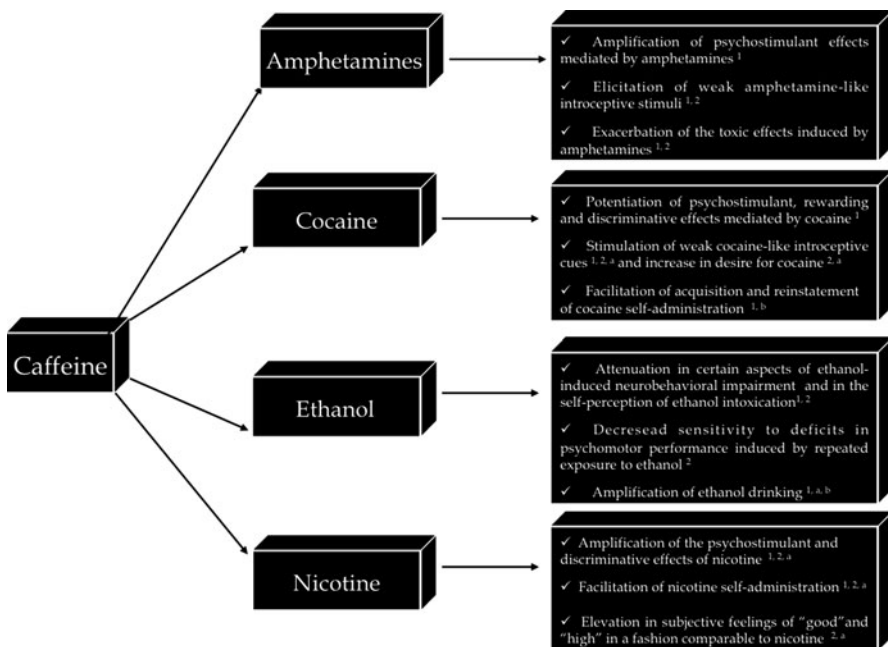 Caffeine
Amphetamines
✓ Amplification of psychostimulant effects
mediated by amphetamines ¹
✓ Elicitation of weak amphetamine-like
introceptive stimuli ¹, ²
✓ Exacerbation of the toxic effects induced by
amphetamines ¹, ²
Cocaine
✓ Potentiation of psychostimulant, rewarding
and discriminative effects mediated by cocaine ¹
✓ Stimulation of weak cocaine-like introceptive
cues ¹, ², ᵃ and increase in desire for cocaine ², ᵃ
✓ Facilitation of acquisition and reinstatement
of cocaine self-administration ¹, ᵇ
Ethanol
✓ Attenuation in certain aspects of ethanol-
induced neurobehavioral impairment and in the
self-perception of ethanol intoxication¹, ²
✓ Decresead sensitivity to deficits in
psychomotor performance induced by repeated
exposure to ethanol ²
✓ Amplification of ethanol drinking ¹, ᵃ, ᵇ
Nicotine
✓ Amplification of the psychostimulant and
discriminative effects of nicotine ¹, ², ᵃ
✓ Facilitation of nicotine self-administration ¹, ², ᵃ
✓ Elevation in subjective feelings of “good”and
“high” in a fashion comparable to nicotine ², ᵃ